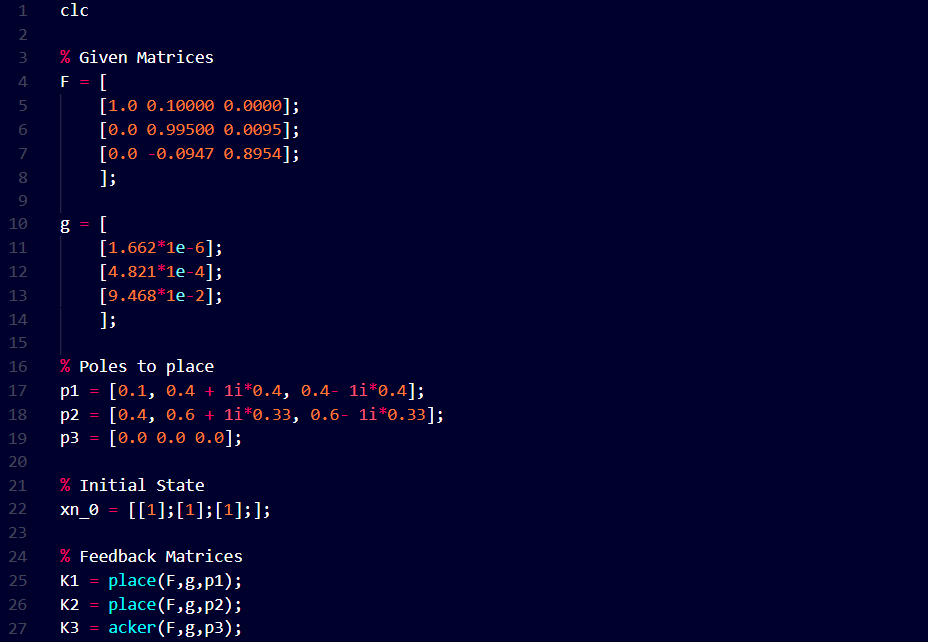 1 clc
2
3 % Given Matrices
4 F = [
5     [1.0 0.10000 0.0000];
6     [0.0 0.99500 0.0095];
7     [0.0 -0.0947 0.8954];
8     ];
9
10 g = [
11     [1.662*1e-6];
12     [4.821*1e-4];
13     [9.468*1e-2];
14     ];
15
16 % Poles to place
17 p1 = [0.1, 0.4 + 1i*0.4, 0.4- 1i*0.4];
18 p2 = [0.4, 0.6 + 1i*0.33, 0.6- 1i*0.33];
19 p3 = [0.0 0.0 0.0];
20
21 % Initial State
22 xn_0 = [[1];[1];[1];];
23
24 % Feedback Matrices
25 K1 = place(F,g,p1);
26 K2 = place(F,g,p2);
27 K3 = acker(F,g,p3);